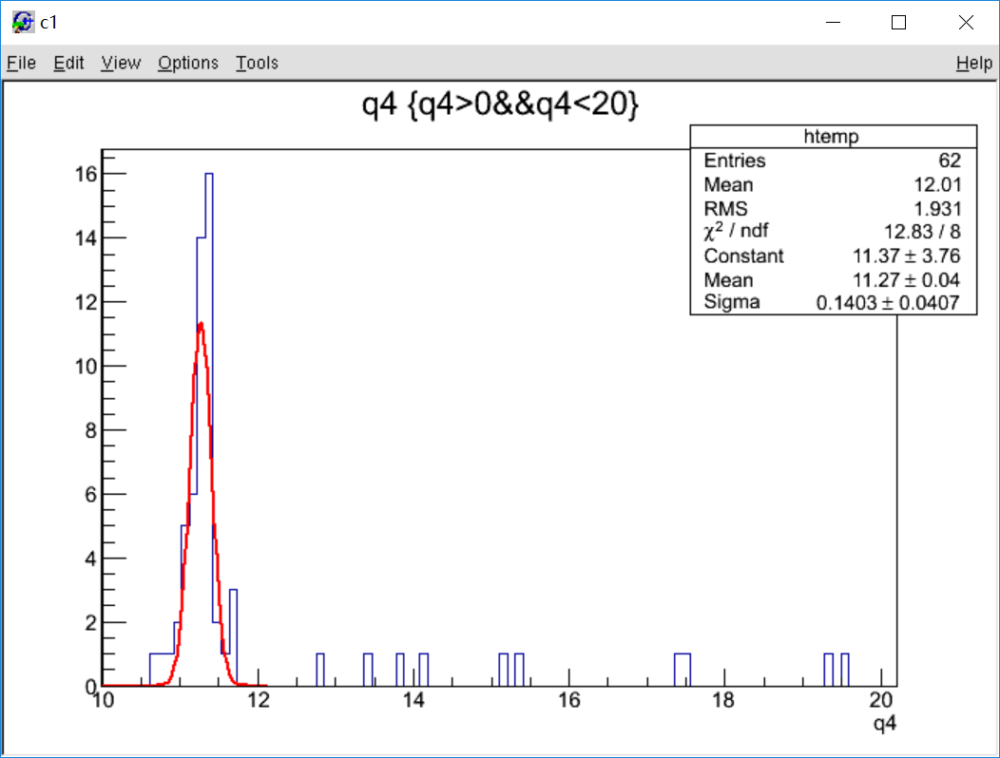 c1
File Edit View Options Tools Help
q4 {q4>0&&q4<20}
htemp
Entries 62
Mean 12.01
RMS 1.931
χ² / ndf 12.83 / 8
Constant 11.37 ± 3.76
Mean 11.27 ± 0.04
Sigma 0.1403 ± 0.0407
16
14
12
10
8
6
4
2
0
10 12 14 16 18 20
q4